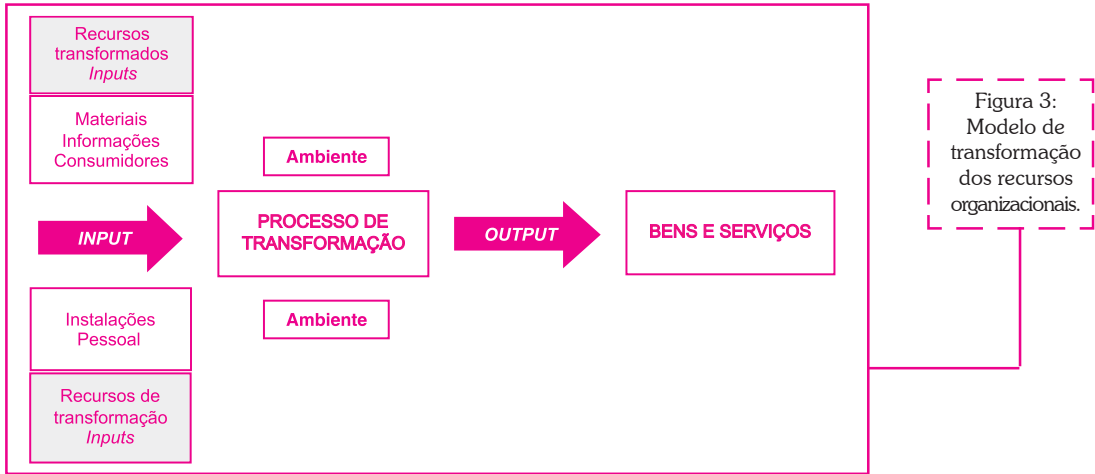 Recursos
transformados
Inputs
Materiais
Informações
Consumidores
INPUT
Instalações
Pessoal
Recursos de
transformação
Inputs
Ambiente
PROCESSO DE
TRANSFORMAÇÃO
Ambiente
OUTPUT
BENS E SERVIÇOS
Figura 3:
Modelo de
transformação
dos recursos
organizacionais.